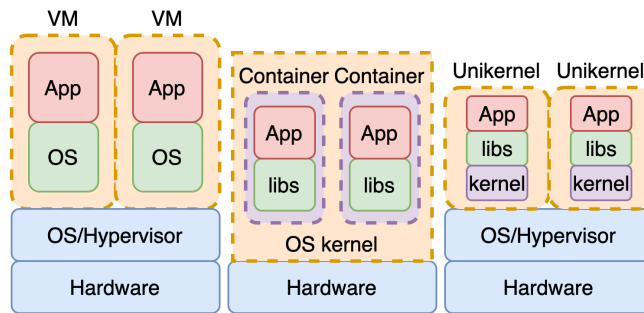 VM
VM
App
App
OS
OS
OS/Hypervisor
Hardware
Container
Container
App
App
libs
libs
OS kernel
Hardware
Unikernel
Unikernel
App
App
libs
libs
kernel
kernel
OS/Hypervisor
Hardware